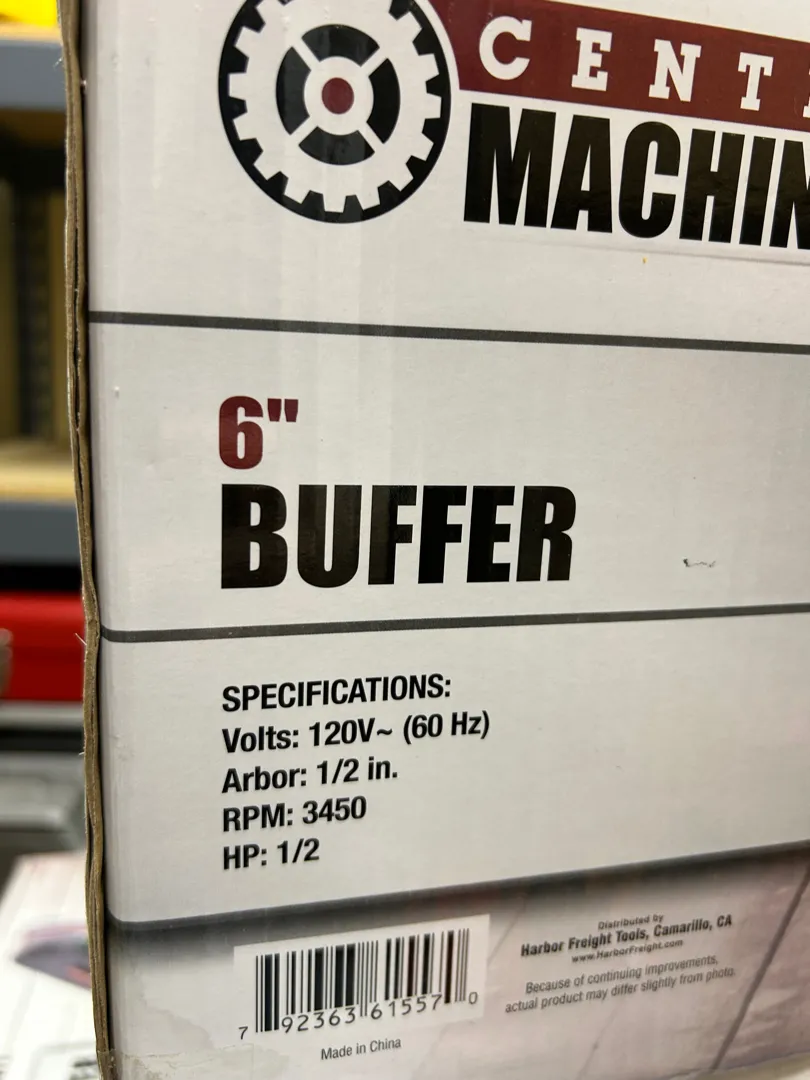 CENT
MACHIN
6"
BUFFER
SPECIFICATIONS:
Volts: 120V~ (60 Hz)
Arbor: 1/2 in.
RPM: 3450
HP: 1/2
Distributed by
Harbor Freight Tools, Camarillo, CA
www.HarborFreight.com
Because of continuing improvements,
actual product may differ slightly from photo.
7 92363 61557 0
Made in China